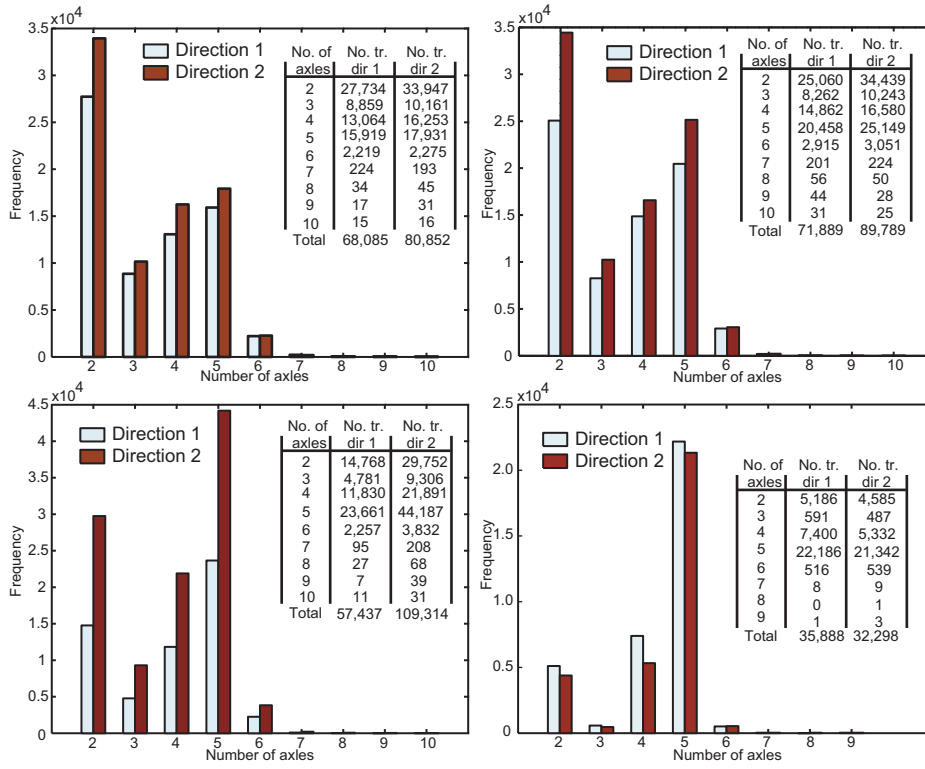 x10⁴
3.5
3
2.5
2
1.5
1
0.5
0
Frequency
2 3 4 5 6 7 8 9 10
Number of axles
Direction 1
Direction 2
No. of No. tr. No. tr.
axles dir 1 dir 2
2 27,734 33,947
3 8,859 10,161
4 13,064 16,253
5 15,919 17,931
6 2,219 2,275
7 224 193
8 34 45
9 17 31
10 15 16
Total 68,085 80,852
x10⁴
3.5
3
2.5
2
1.5
1
0.5
0
Frequency
2 3 4 5 6 7 8 9 10
Number of axles
Direction 1
Direction 2
No. of No. tr. No. tr.
axles dir 1 dir 2
2 25,060 34,439
3 8,262 10,243
4 14,862 16,580
5 20,458 25,149
6 2,915 3,051
7 201 224
8 56 50
9 44 28
10 31 25
Total 71,889 89,789
x10⁴
4.5
4
3.5
3
2.5
2
1.5
1
0.5
0
Frequency
2 3 4 5 6 7 8 9 10
Number of axles
Direction 1
Direction 2
No. of No. tr. No. tr.
axles dir 1 dir 2
2 14,768 29,752
3 4,781 9,306
4 11,830 21,891
5 23,661 44,187
6 2,257 3,832
7 95 208
8 27 68
9 7 39
10 11 31
Total 57,437 109,314
x10⁴
2.5
2.0
1.5
1.0
0.5
0
Frequency
2 3 4 5 6 7 8 9
Number of axles
Direction 1
Direction 2
No. of No. tr. No. tr.
axles dir 1 dir 2
2 5,186 4,585
3 591 487
4 7,400 5,332
5 22,186 21,342
6 516 539
7 8 9
8 0 1
9 1 3
Total 35,888 32,298